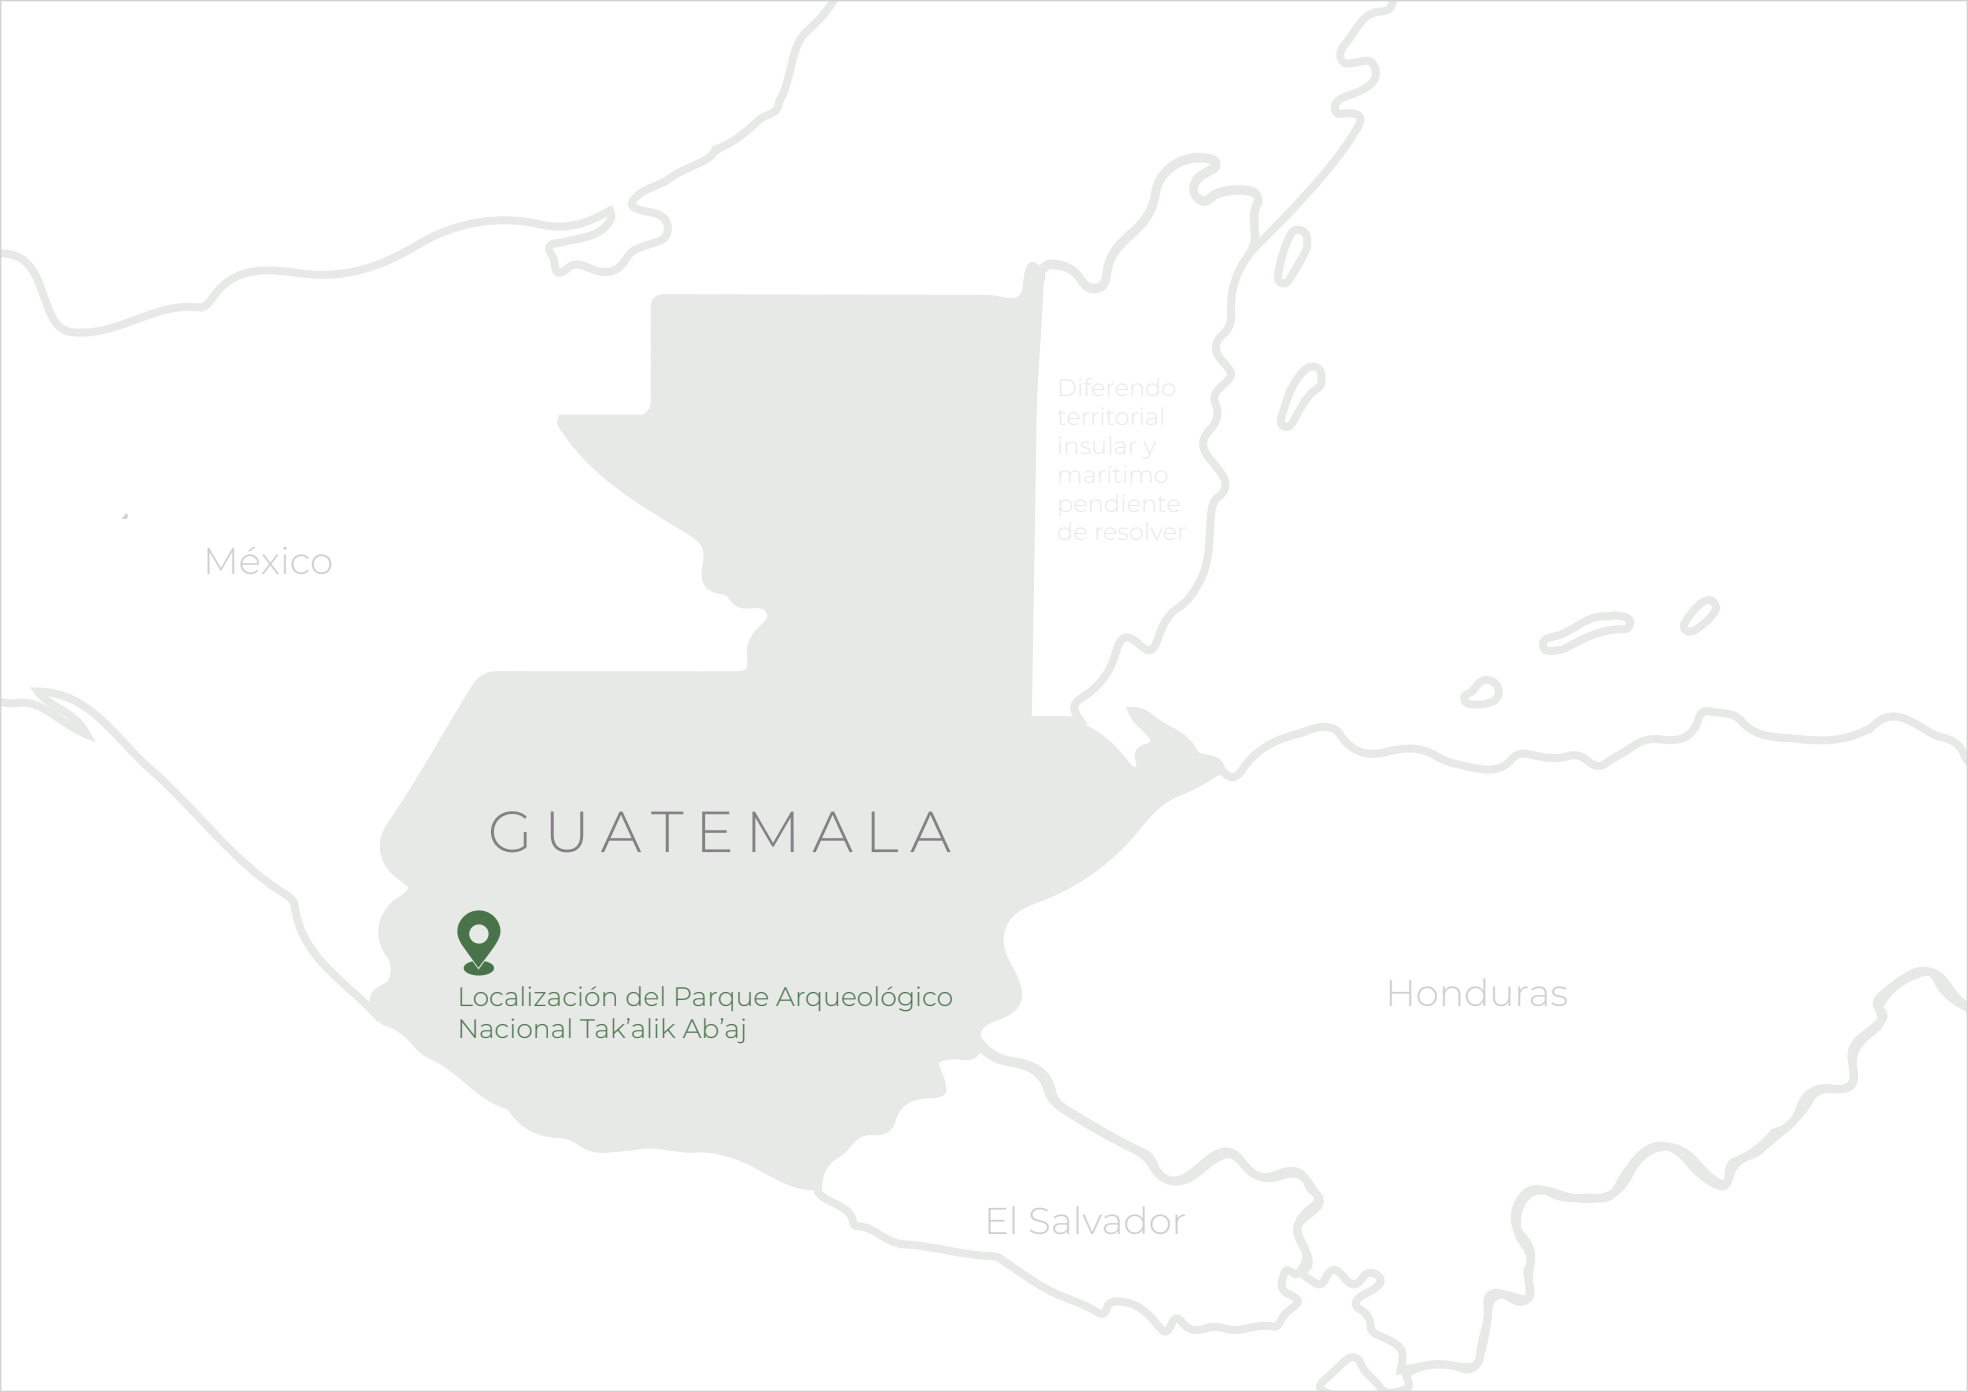 Diferendo
territorial
insular y
marítimo
pendiente
de resolver
México
GUATEMALA
Localización del Parque Arqueológico
Nacional Tak’alik Ab’aj
Honduras
El Salvador